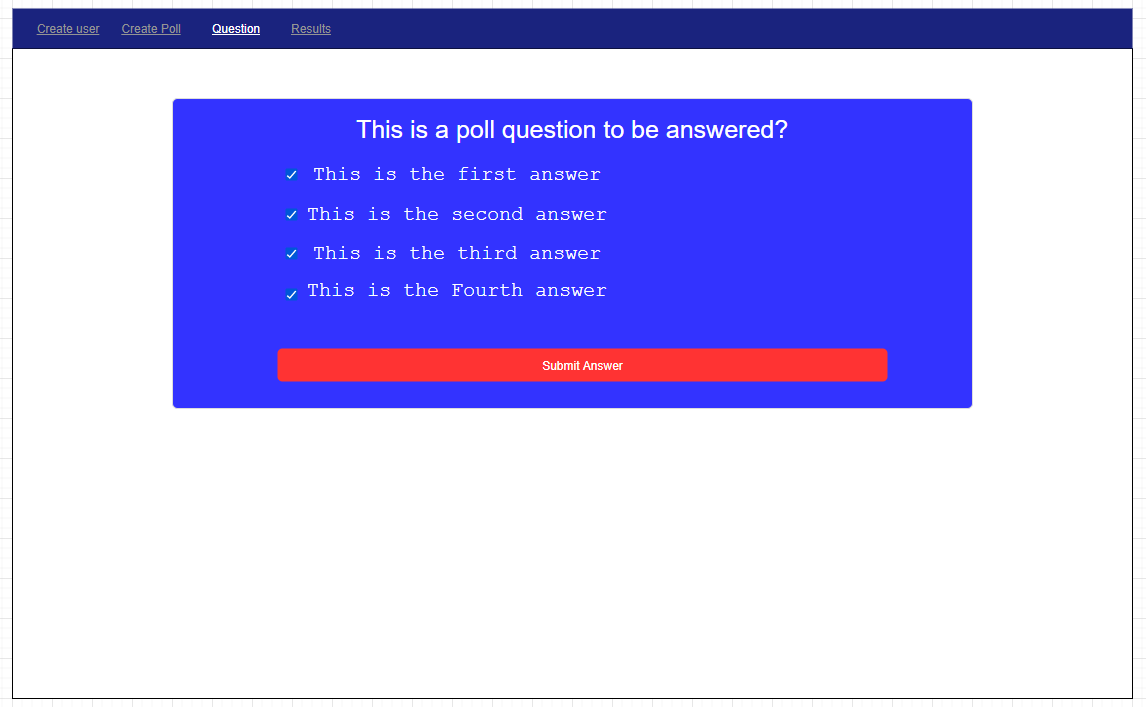 Create user Create Poll Question Results
This is a poll question to be answered?
This is the first answer
This is the second answer
This is the third answer
This is the Fourth answer
Submit Answer